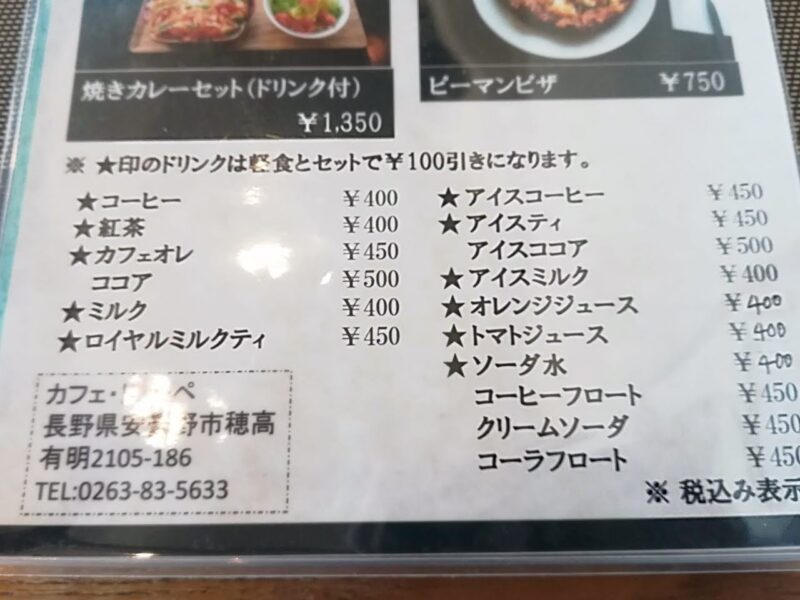 焼きカレーセット（ドリンク付）
￥1,350
ピーマンピザ ￥750
※ ★印のドリンクは軽食とセットで￥100引きになります。
★コーヒー ￥400
★紅茶 ￥400
★カフェオレ ￥450
ココア ￥500
★ミルク ￥400
★ロイヤルミルクティ ￥450
★アイスコーヒー ￥450
★アイスティ ￥450
アイスココア ￥500
★アイスミルク ￥400
★オレンジジュース ￥400
★トマトジュース ￥400
★ソーダ水 ￥400
コーヒーフロート ￥450
クリームソーダ ￥450
コーラフロート ￥450
※ 税込み表示
カフェ・ ペ
長野県安曇野市穂高
有明2105-186
TEL:0263-83-5633